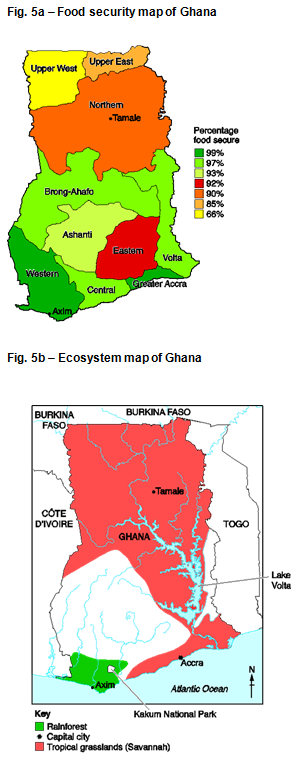 Fig. 5a – Food security map of Ghana
Upper West
Upper East
Northern
Tamale
Percentage
food secure
99%
97%
93%
92%
90%
85%
66%
Brong-Ahafo
Ashanti
Eastern
Volta
Western
Central
Greater Accra
Axim
Fig. 5b – Ecosystem map of Ghana
BURKINA
FASO
BURKINA FASO
Tamale
CÔTE
D'IVOIRE
GHANA
TOGO
Lake
Volta
Accra
Axim
Atlantic Ocean
N
Key
Kakum National Park
Rainforest
Capital city
Tropical grasslands (Savannah)